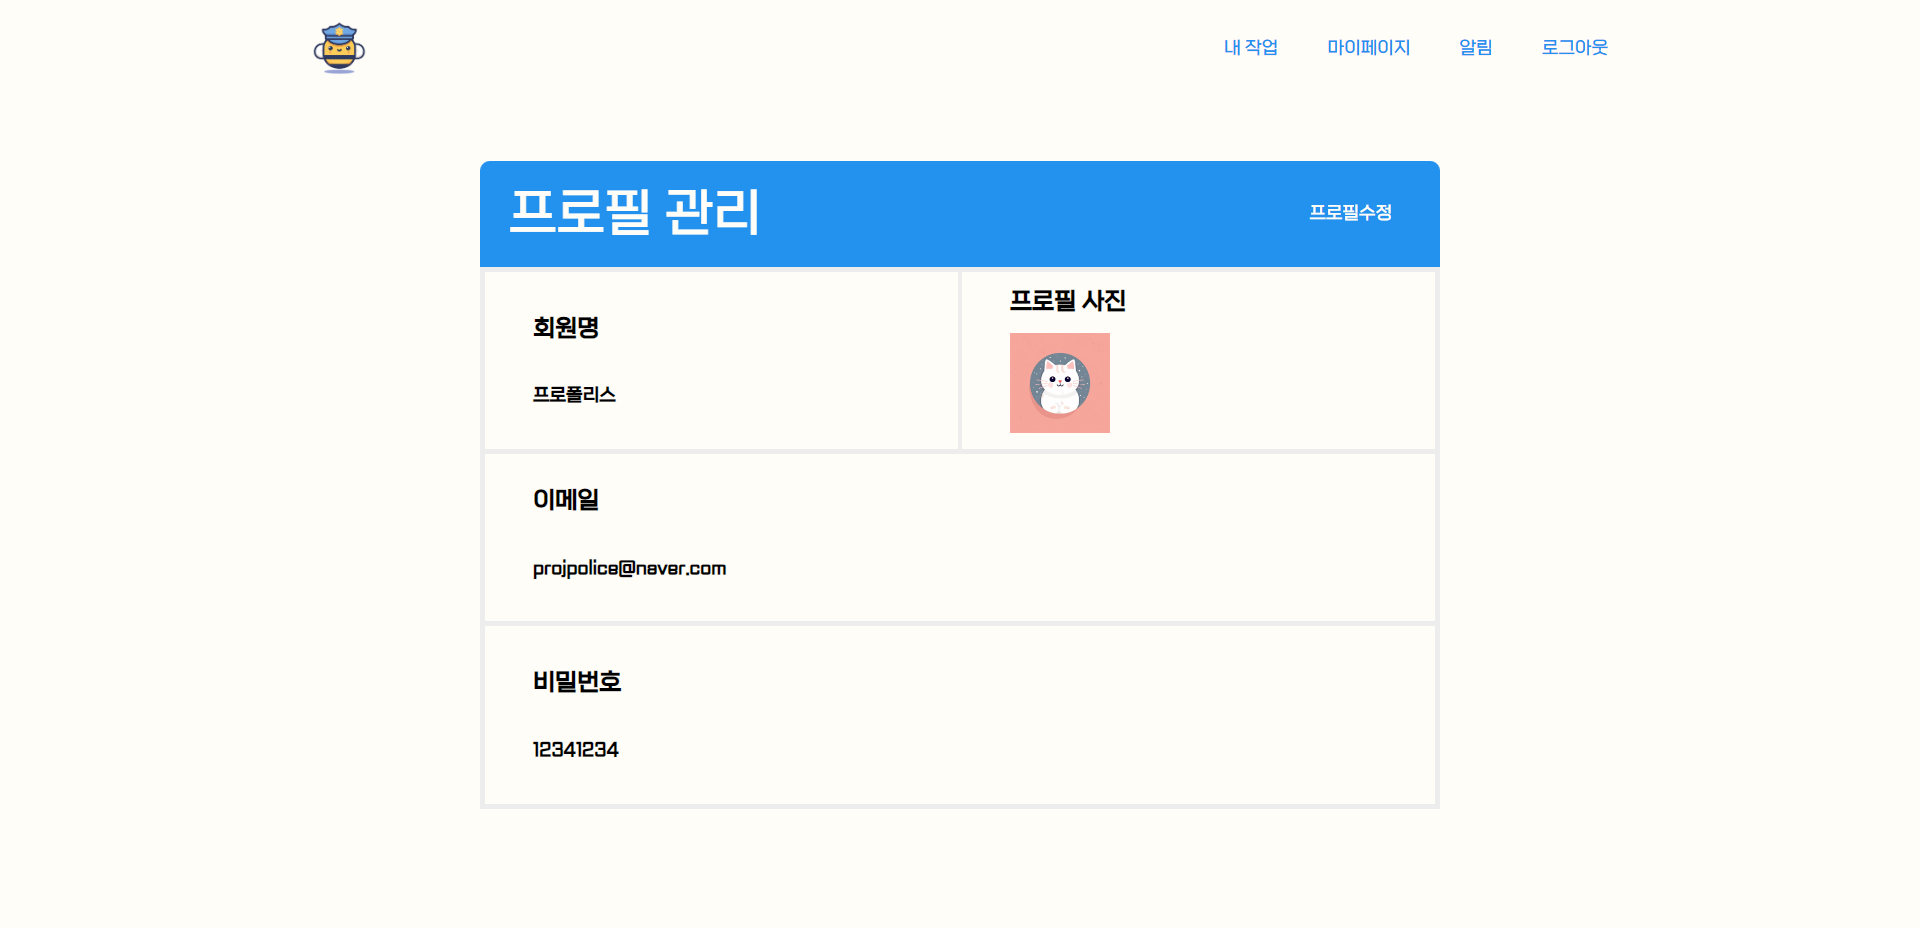 내 작업 마이페이지 알림 로그아웃
프로필 관리
프로필수정
회원명
프로폴리스
프로필 사진
이메일
projpolice@naver.com
비밀번호
12341234